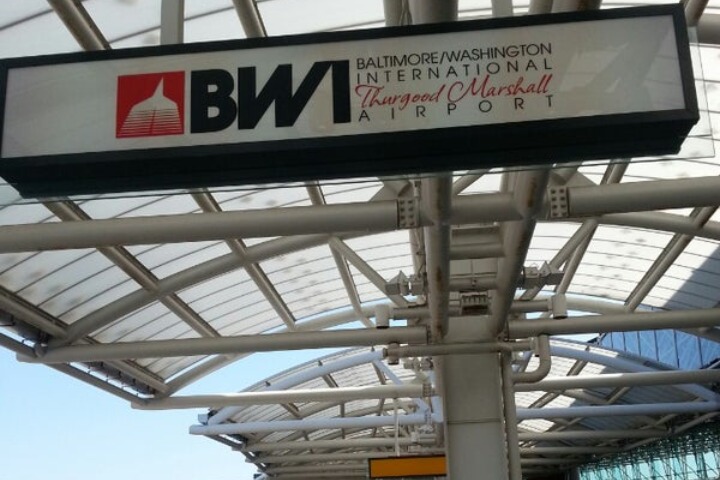 BWI
BALTIMORE/WASHINGTON
INTERNATIONAL
Thurgood Marshall
AIRPORT